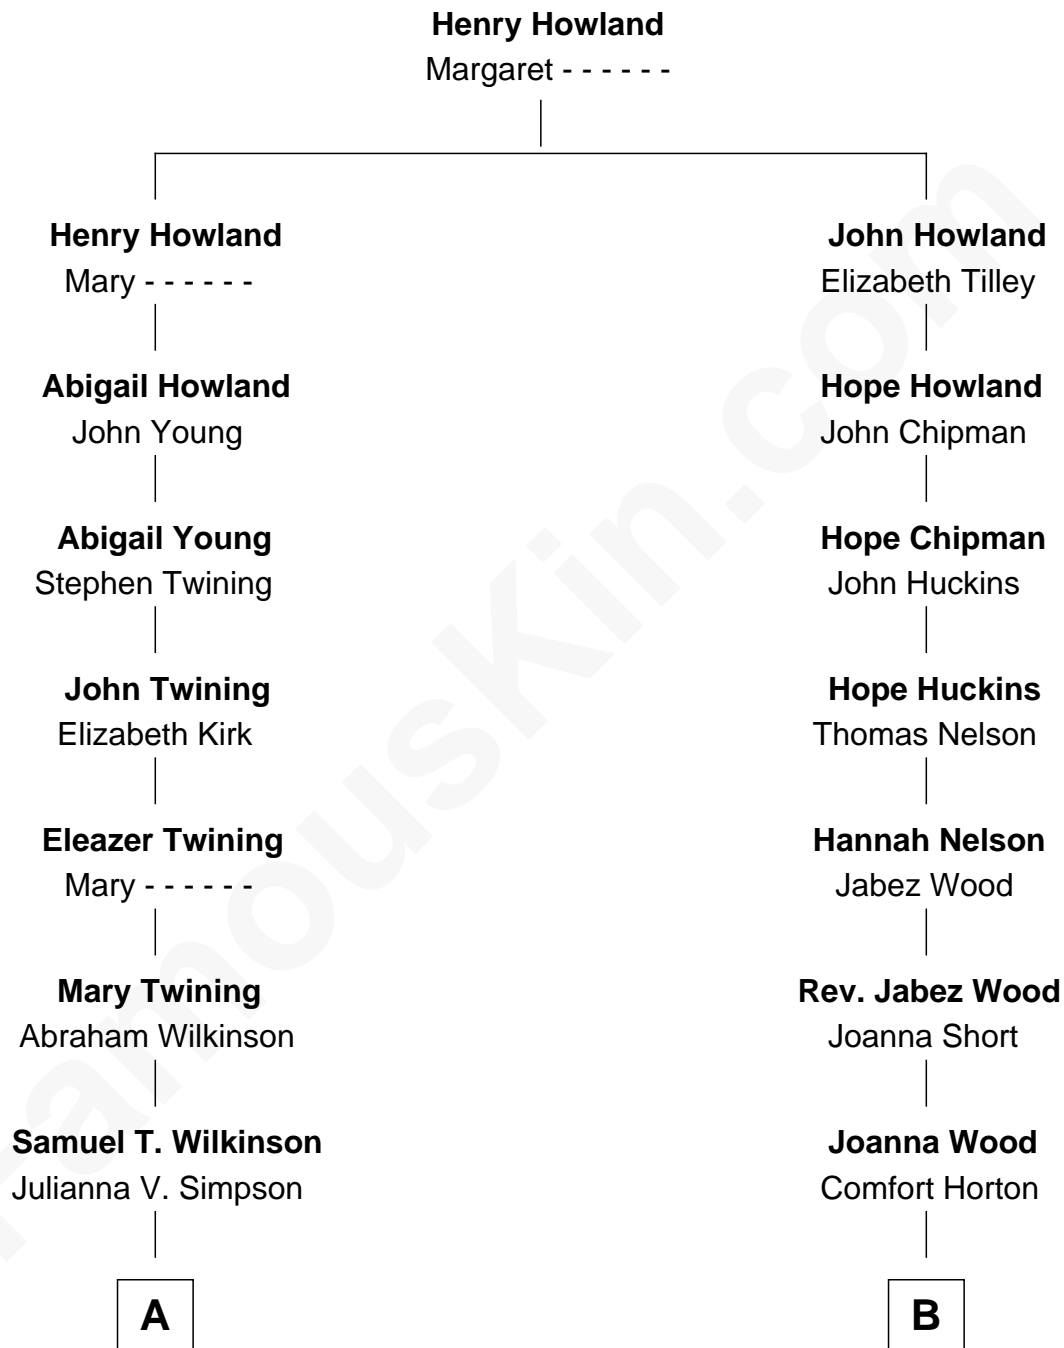 Henry Howland
Margaret - - - - - -
Henry Howland
Mary - - - - - -
John Howland
Elizabeth Tilley
Abigail Howland
John Young
Hope Howland
John Chipman
Abigail Young
Stephen Twining
Hope Chipman
John Huckins
John Twining
Elizabeth Kirk
Hope Huckins
Thomas Nelson
Eleazer Twining
Mary - - - - - -
Hannah Nelson
Jabez Wood
Mary Twining
Abraham Wilkinson
Rev. Jabez Wood
Joanna Short
Samuel T. Wilkinson
Julianna V. Simpson
Joanna Wood
Comfort Horton
A
B
FamousKin.com